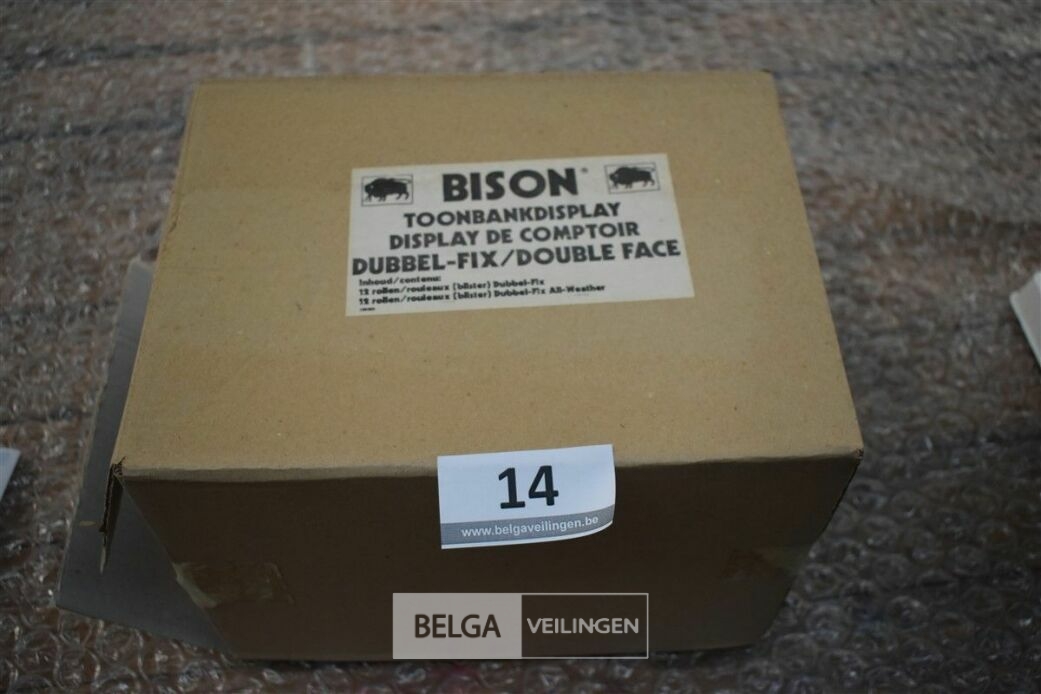 BISON®
TOONBANKDISPLAY
DISPLAY DE COMPTOIR
DUBBEL-FIX/DOUBLE FACE
Inhoud/contenu:
12 rollen/rouleaux (blister) Dubbel-Fix
12 rollen/rouleaux (blister) Dubbel-Fix All-Weather
14
www.belgaveilingen.be
BELGA VEILINGEN